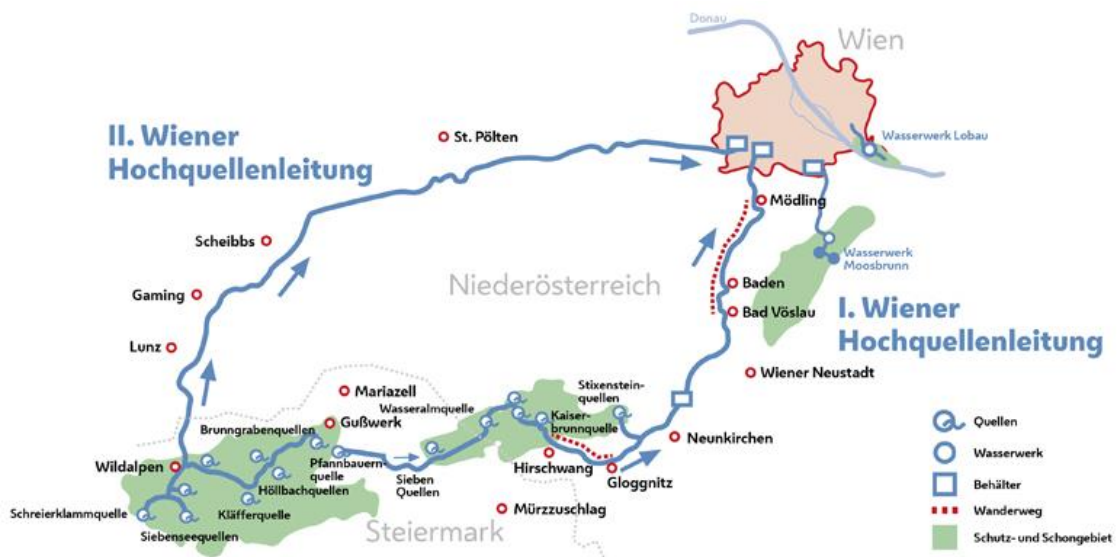 Donau
Wien
Wasserwerk Lobau
II. Wiener
Hochquellenleitung
St. Pölten
Mödling
Scheibbs
Wasserwerk
Moosbrunn
Niederösterreich
Gaming
Baden
Bad Vöslau
I. Wiener
Hochquellenleitung
Lunz
Wiener Neustadt
Mariazell
Stixenstein-
quellen
Wasseralmquelle
Gußwerk
Kaiser-
brunnquelle
Brunngrabenquellen
Neunkirchen
Wildalpen
Pfannbauern-
quelle
Sieben
Quellen
Hirschwang
Gloggnitz
Höllbachquellen
Schreierklammquelle
Kläfferquelle
Siebenseequellen
Steiermark
Mürzzuschlag
Quellen
Wasserwerk
Behälter
Wanderweg
Schutz- und Schongebiet